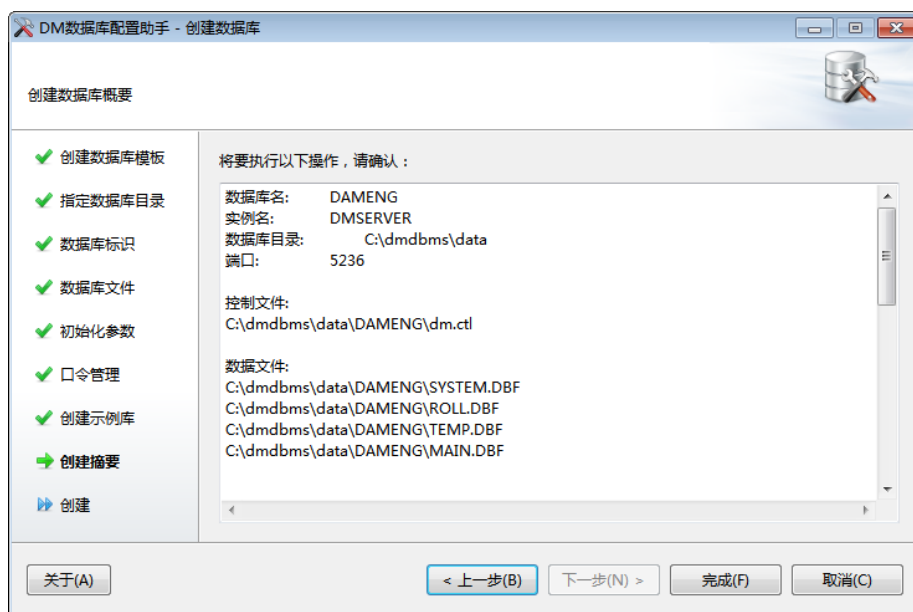 DM数据库配置助手 - 创建数据库
创建数据库概要
创建数据库模板
指定数据库目录
数据库标识
数据库文件
初始化参数
口令管理
创建示例库
创建摘要
创建
将要执行以下操作，请确认：
数据库名: DAMENG
实例名: DMSERVER
数据库目录: C:\dmdbms\data
端口: 5236
控制文件:
C:\dmdbms\data\DAMENG\dm.ctl
数据文件:
C:\dmdbms\data\DAMENG\SYSTEM.DBF
C:\dmdbms\data\DAMENG\ROLL.DBF
C:\dmdbms\data\DAMENG\TEMP.DBF
C:\dmdbms\data\DAMENG\MAIN.DBF
关于(A)
< 上一步(B)
下一步(N) >
完成(F)
取消(C)